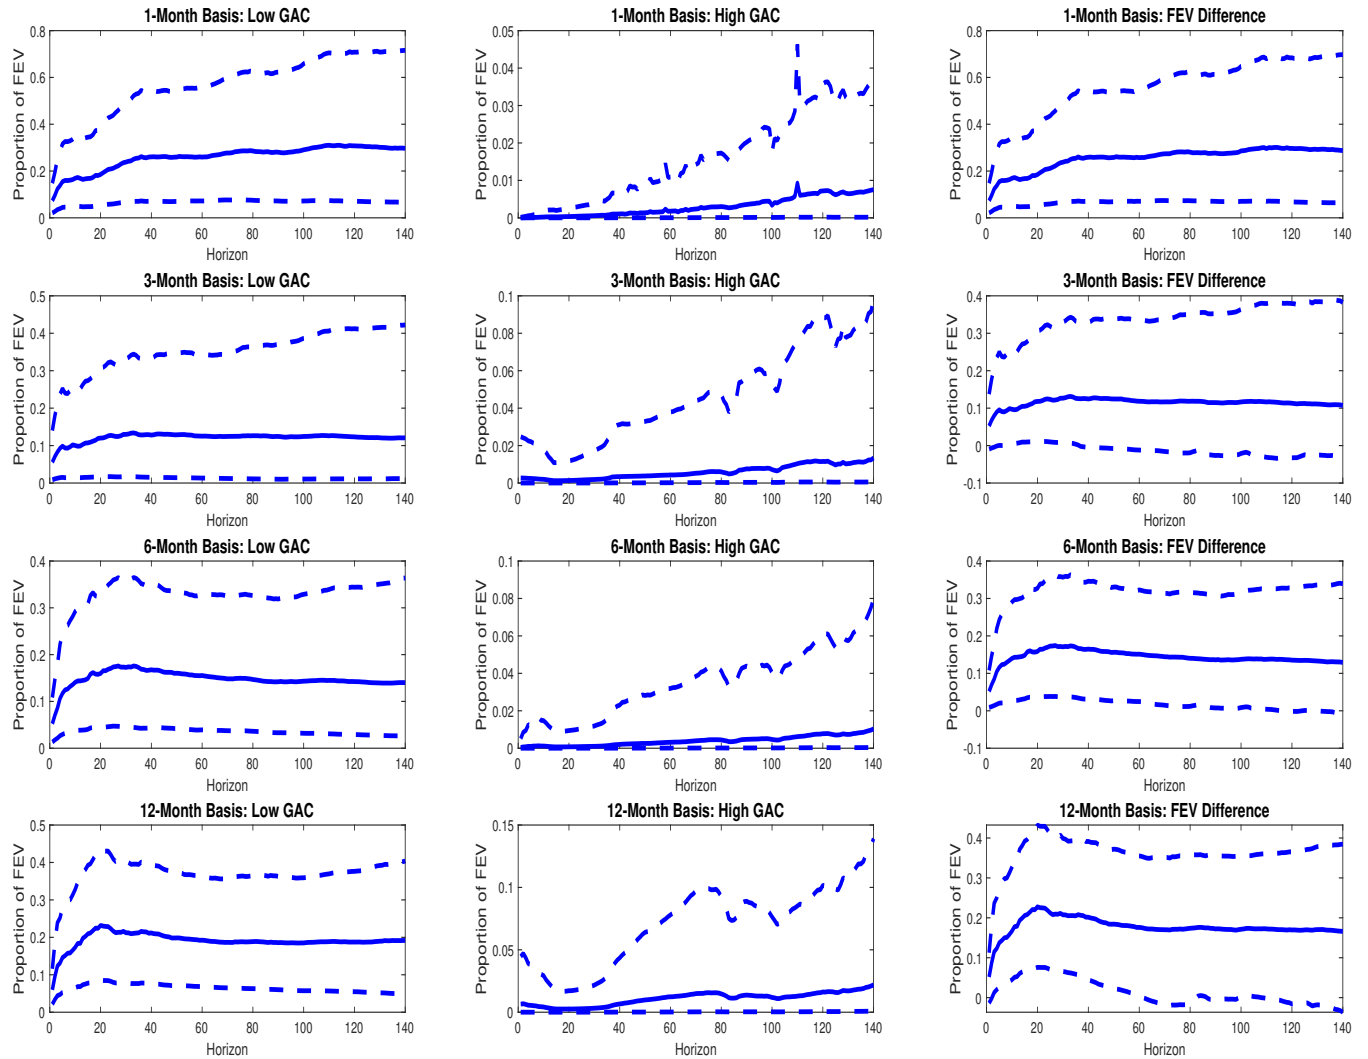 1-Month Basis: Low GAC
Proportion of FEV
0.8
0.6
0.4
0.2
0
0 20 40 60 80 100 120 140
Horizon
1-Month Basis: High GAC
Proportion of FEV
0.05
0.04
0.03
0.02
0.01
0
0 20 40 60 80 100 120 140
Horizon
1-Month Basis: FEV Difference
Proportion of FEV
0.8
0.6
0.4
0.2
0
0 20 40 60 80 100 120 140
Horizon
3-Month Basis: Low GAC
Proportion of FEV
0.5
0.4
0.3
0.2
0.1
0
0 20 40 60 80 100 120 140
Horizon
3-Month Basis: High GAC
Proportion of FEV
0.1
0.08
0.06
0.04
0.02
0
0 20 40 60 80 100 120 140
Horizon
3-Month Basis: FEV Difference
Proportion of FEV
0.4
0.3
0.2
0.1
0
-0.1
0 20 40 60 80 100 120 140
Horizon
6-Month Basis: Low GAC
Proportion of FEV
0.4
0.3
0.2
0.1
0
0 20 40 60 80 100 120 140
Horizon
6-Month Basis: High GAC
Proportion of FEV
0.1
0.08
0.06
0.04
0.02
0
0 20 40 60 80 100 120 140
Horizon
6-Month Basis: FEV Difference
Proportion of FEV
0.4
0.3
0.2
0.1
0
-0.1
0 20 40 60 80 100 120 140
Horizon
12-Month Basis: Low GAC
Proportion of FEV
0.5
0.4
0.3
0.2
0.1
0
0 20 40 60 80 100 120 140
Horizon
12-Month Basis: High GAC
Proportion of FEV
0.15
0.1
0.05
0
0 20 40 60 80 100 120 140
Horizon
12-Month Basis: FEV Difference
Proportion of FEV
0.4
0.3
0.2
0.1
0
0 20 40 60 80 100 120 140
Horizon